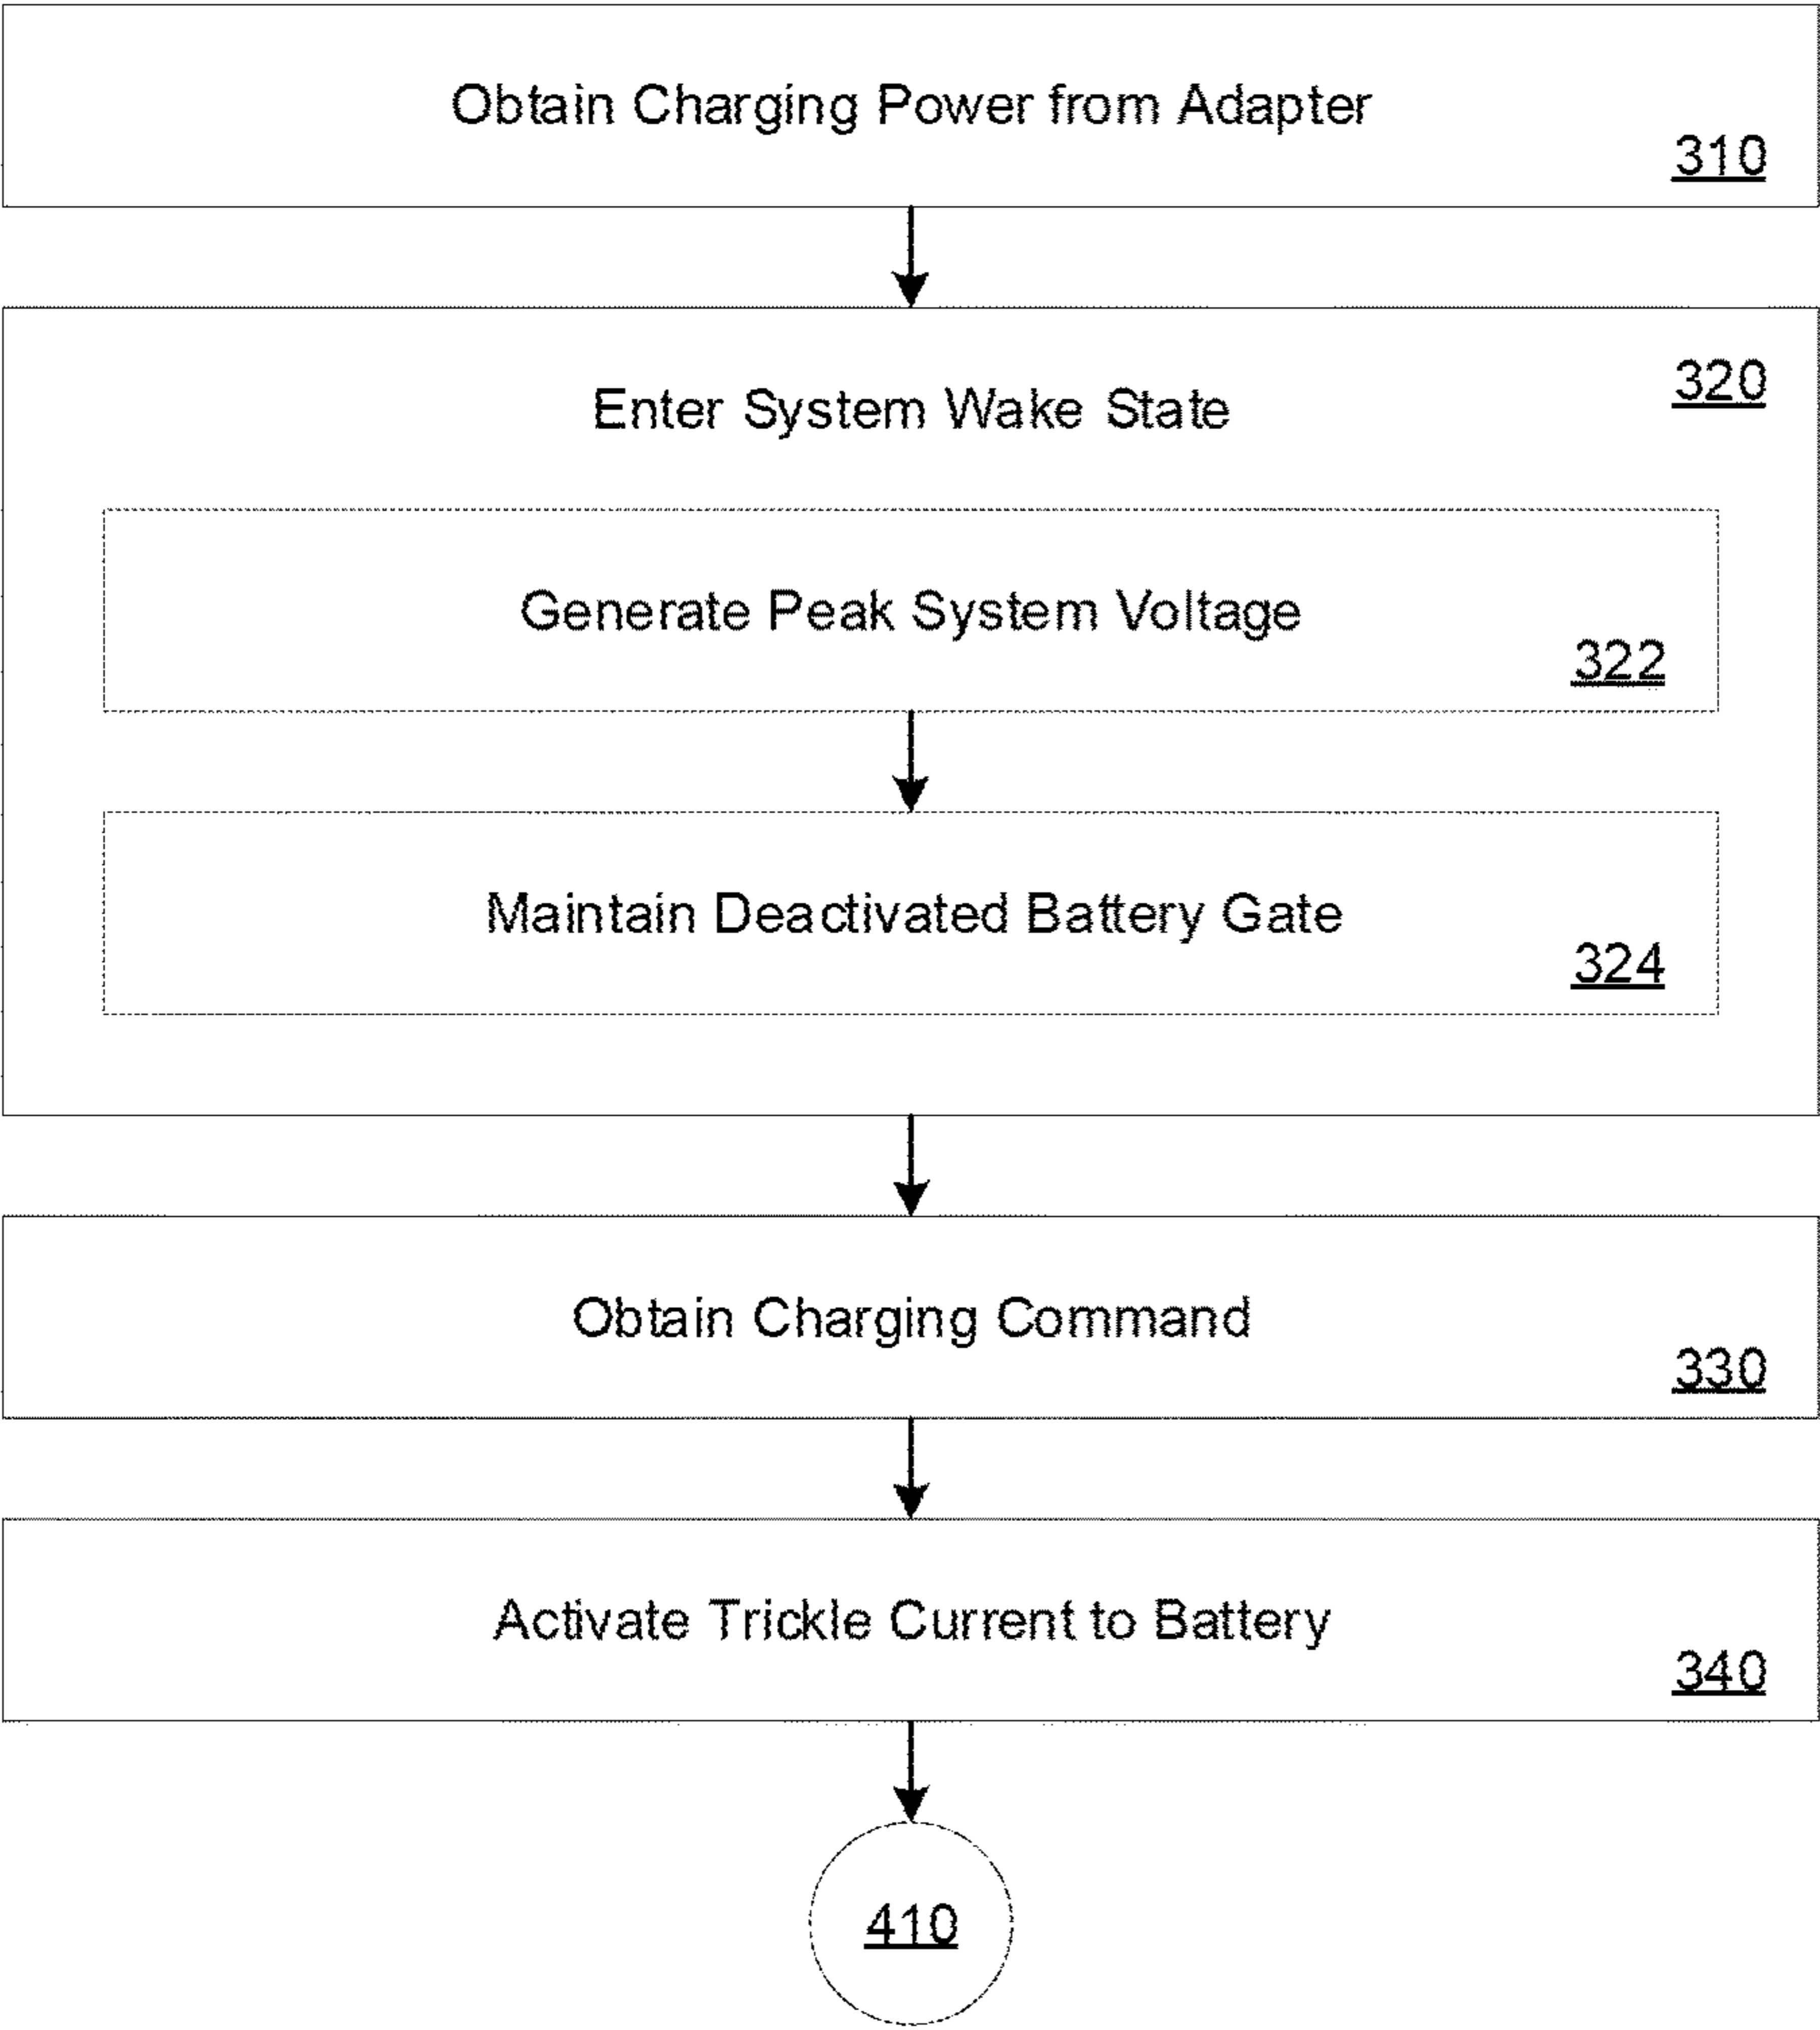 Obtain Charging Power from Adapter
310
320
Enter System Wake State
Generate Peak System Voltage
322
Maintain Deactivated Battery Gate
324
Obtain Charging Command
330
Activate Trickle Current to Battery
340
410